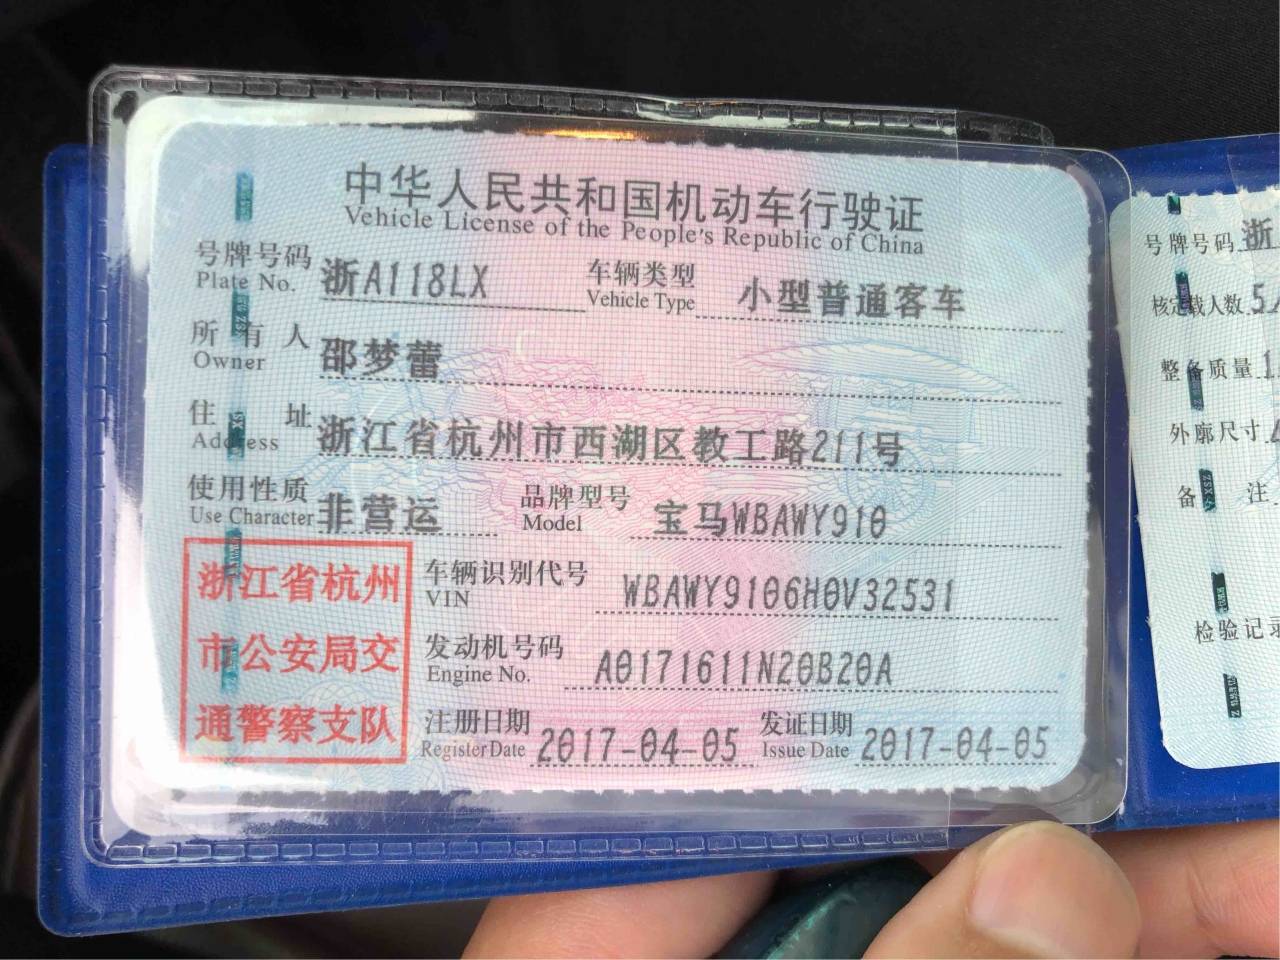 中华人民共和国机动车行驶证
Vehicle License of the People's Republic of China
号牌号码 浙A118LX 车辆类型 小型普通客车
Plate No. Vehicle Type
所有人 邵梦蕾
Owner
住址 浙江省杭州市西湖区教工路211号
Address
使用性质 非营运 品牌型号 宝马WBAWY910
Use Character Model
浙江省杭州
市公安局交
通警察支队
车辆识别代号 WBAWY9106H0V32531
VIN
发动机号码 A0171611N20B20A
Engine No.
注册日期 2017-04-05 发证日期 2017-04-05
Register Date Issue Date
号牌号码 浙
核定载人数 5
整备质量 1
外廓尺寸
备注
检验记录